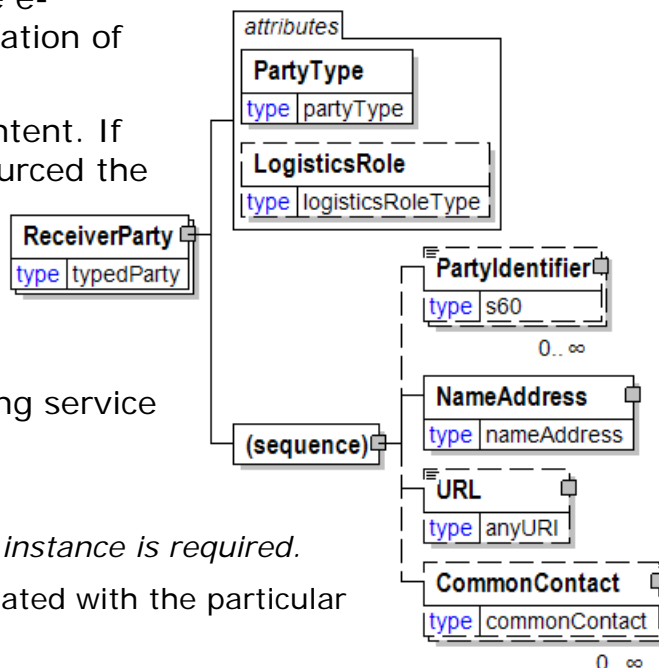 e e-
ation of
ntent. If
urced the
ng service
instance is required.
ated with the particular
attributes
PartyType
type partyType
LogisticsRole
type logisticsRoleType
ReceiverParty
type typedParty
(sequence)
PartyIdentifier
type s60
0.. ∞
NameAddress
type nameAddress
URL
type anyURI
CommonContact
type commonContact
0.. ∞